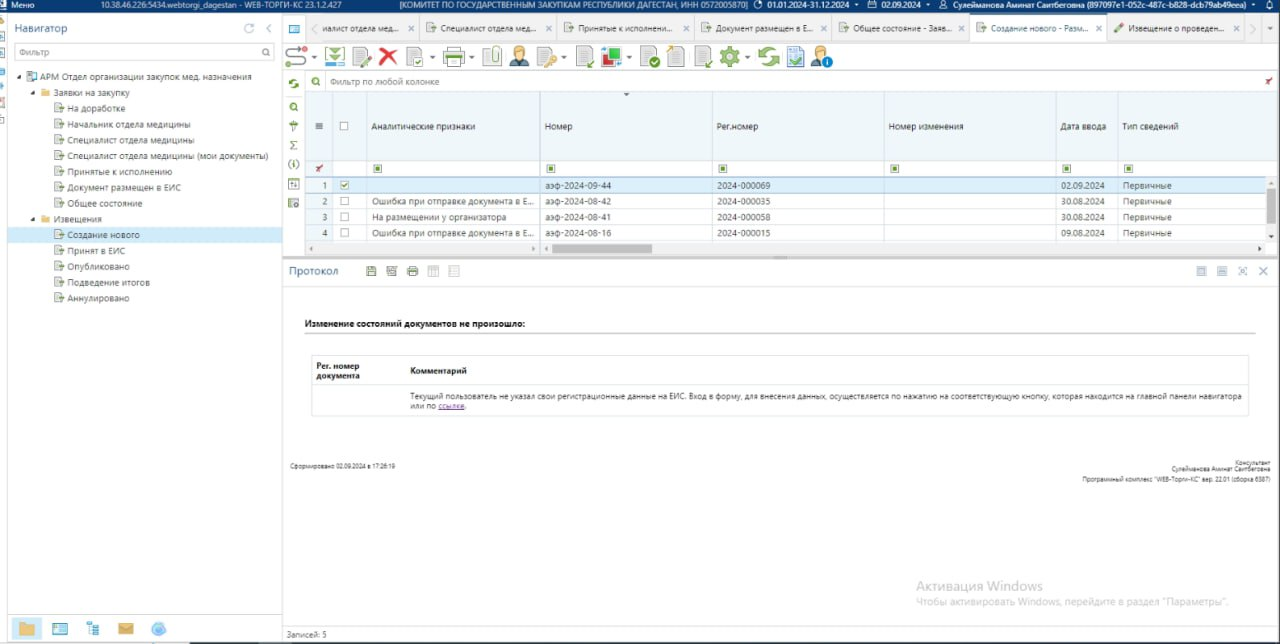 Меню 10.38.46.226:5434.webtorgi_dagestan - WEB-ТОРГИ-КС 23.1.2.427 [КОМИТЕТ ПО ГОСУДАРСТВЕННЫМ ЗАКУПКАМ РЕСПУБЛИКИ ДАГЕСТАН, ИНН 0572005870] 01.01.2024-31.12.2024 02.09.2024 Сулейманова Аминат Саитбеговна (897097e1-052c-487c-b828-dcb79ab49eea)
Навигатор
иалист отдела мед... Специалист отдела мед... Принятые к исполнени... Документ размещен в Е... Общее состояние - Заяв... Создание нового - Разм... Извещение о проведен...
Фильтр
АРМ Отдел организации закупок мед. назначения
Заявки на закупку
На доработке
Начальник отдела медицины
Специалист отдела медицины
Специалист отдела медицины (мои документы)
Принятые к исполнению
Документ размещен в ЕИС
Общее состояние
Извещения
Создание нового
Принят в ЕИС
Опубликовано
Подведение итогов
Аннулировано
Фильтр по любой колонке
Аналитические признаки Номер Рег.номер Номер изменения Дата ввода Тип сведений
1 аэф-2024-09-44 2024-000069 02.09.2024 Первичные
2 Ошибка при отправке документа в Е... аэф-2024-08-42 2024-000035 30.08.2024 Первичные
3 На размещении у организатора аэф-2024-08-41 2024-000058 30.08.2024 Первичные
4 Ошибка при отправке документа в Е... аэф-2024-08-16 2024-000015 09.08.2024 Первичные
Протокол
Изменение состояний документов не произошло:
Рег. номер
документа
Комментарий
Текущий пользователь не указал свои регистрационные данные на ЕИС. Вход в форму, для внесения данных, осуществляется по нажатию на соответствующую кнопку, которая находится на главной панели навигатора
или по ссылке.
Сформировано 02.09.2024 в 17:26:19
Консультант
Сулейманова Аминат Саитбеговна
Программный комплекс "WEB-Торги-КС" вер. 22.01 (сборка 6387)
Активация Windows
Чтобы активировать Windows, перейдите в раздел "Параметры".
Записей: 5